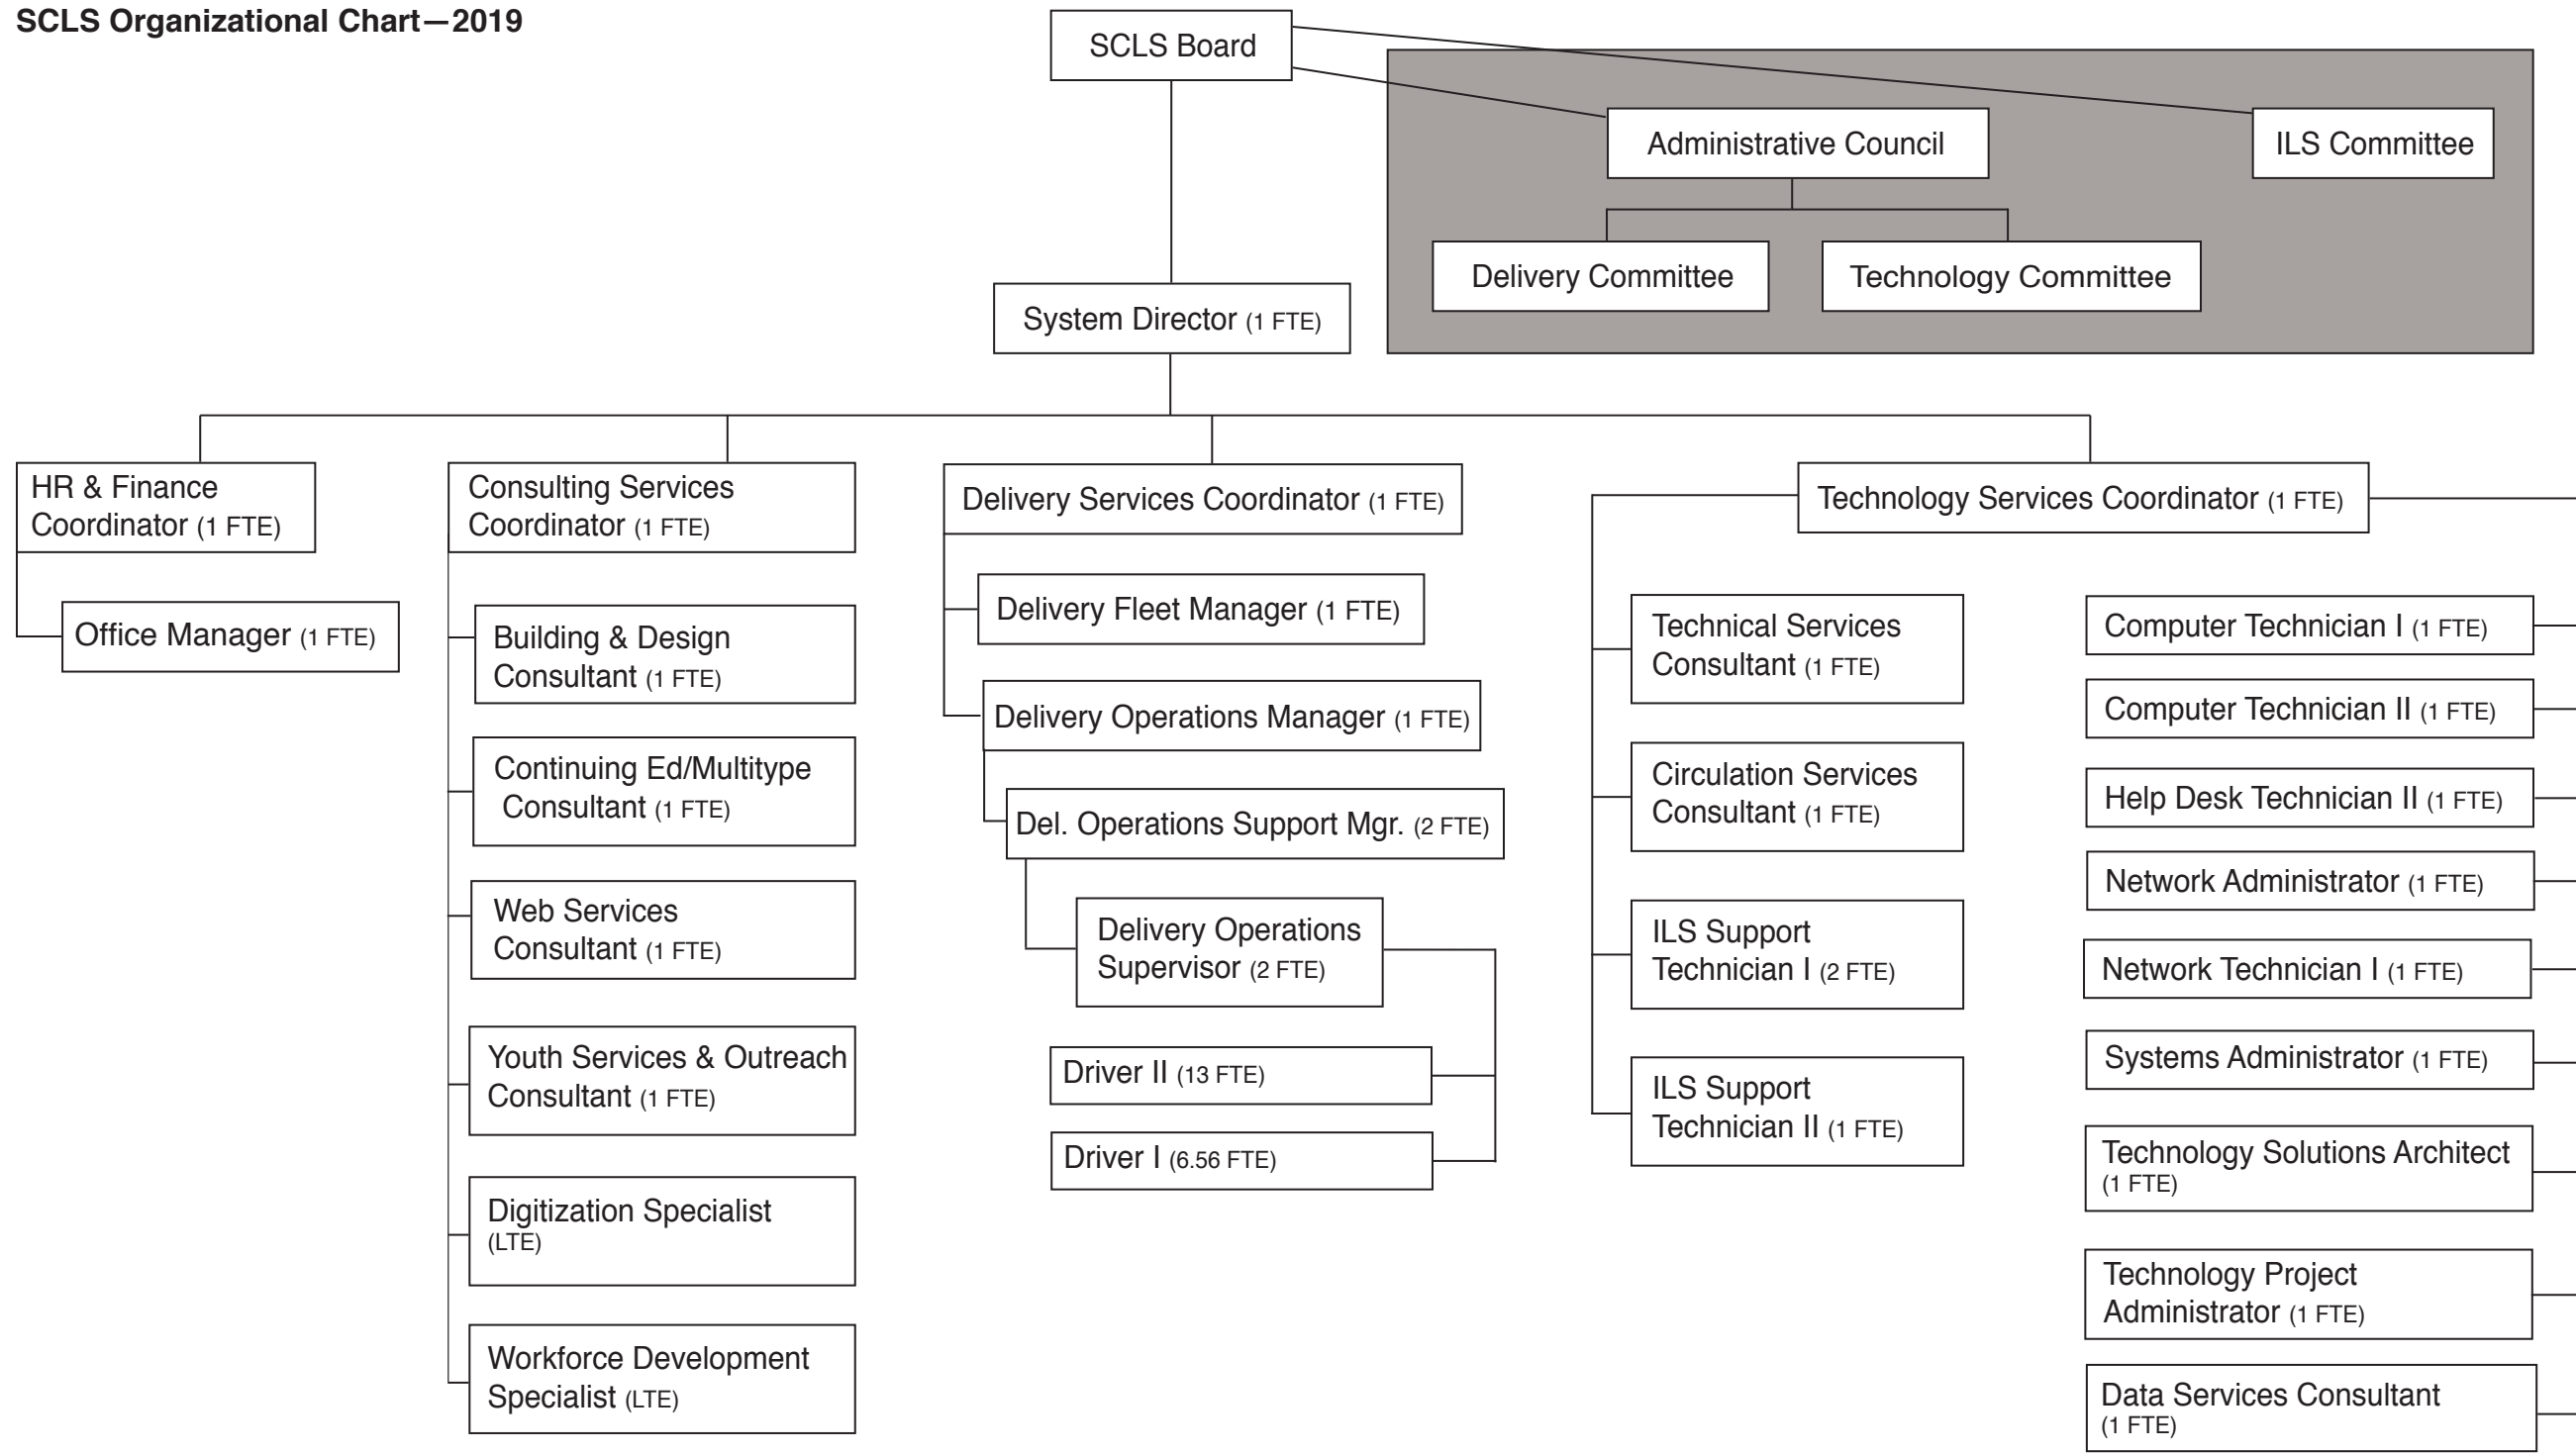 SCLS Organizational Chart—2019
SCLS Board
Administrative Council
ILS Committee
Delivery Committee
Technology Committee
System Director (1 FTE)
HR & Finance
Coordinator (1 FTE)
Office Manager (1 FTE)
Consulting Services
Coordinator (1 FTE)
Building & Design
Consultant (1 FTE)
Continuing Ed/Multitype
Consultant (1 FTE)
Web Services
Consultant (1 FTE)
Youth Services & Outreach
Consultant (1 FTE)
Digitization Specialist
(LTE)
Workforce Development
Specialist (LTE)
Delivery Services Coordinator (1 FTE)
Delivery Fleet Manager (1 FTE)
Delivery Operations Manager (1 FTE)
Del. Operations Support Mgr. (2 FTE)
Delivery Operations
Supervisor (2 FTE)
Driver II (13 FTE)
Driver I (6.56 FTE)
Technology Services Coordinator (1 FTE)
Technical Services
Consultant (1 FTE)
Circulation Services
Consultant (1 FTE)
ILS Support
Technician I (2 FTE)
ILS Support
Technician II (1 FTE)
Computer Technician I (1 FTE)
Computer Technician II (1 FTE)
Help Desk Technician II (1 FTE)
Network Administrator (1 FTE)
Network Technician I (1 FTE)
Systems Administrator (1 FTE)
Technology Solutions Architect
(1 FTE)
Technology Project
Administrator (1 FTE)
Data Services Consultant
(1 FTE)